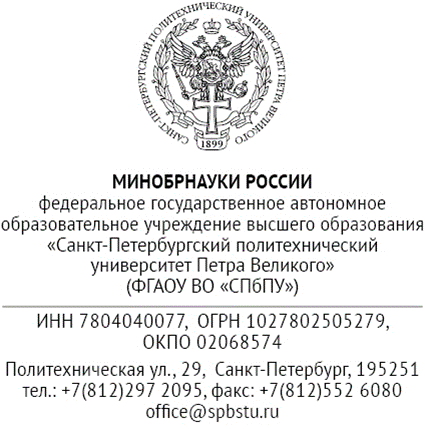 САНКТ-ПЕТЕРБУРГСКИЙ ПОЛИТЕХНИЧЕСКИЙ УНИВЕРСИТЕТ ПЕТРА ВЕЛИКОГО
1899
МИНОБРНАУКИ РОССИИ
федеральное государственное автономное
образовательное учреждение высшего образования
«Санкт-Петербургский политехнический
университет Петра Великого»
(ФГАОУ ВО «СПбПУ»)
ИНН 7804040077, ОГРН 1027802505279,
ОКПО 02068574
Политехническая ул., 29, Санкт-Петербург, 195251
тел.: +7(812)297 2095, факс: +7(812)552 6080
office@spbstu.ru